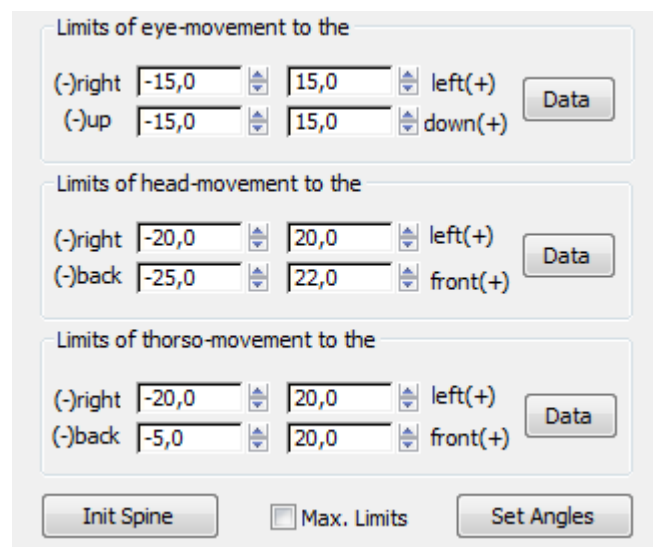 Limits of eye-movement to the
(-)right -15,0 15,0 left(+)
Data
(-)up -15,0 15,0 down(+)
Limits of head-movement to the
(-)right -20,0 20,0 left(+)
Data
(-)back -25,0 22,0 front(+)
Limits of thorso-movement to the
(-)right -20,0 20,0 left(+)
Data
(-)back -5,0 20,0 front(+)
Init Spine Max. Limits Set Angles